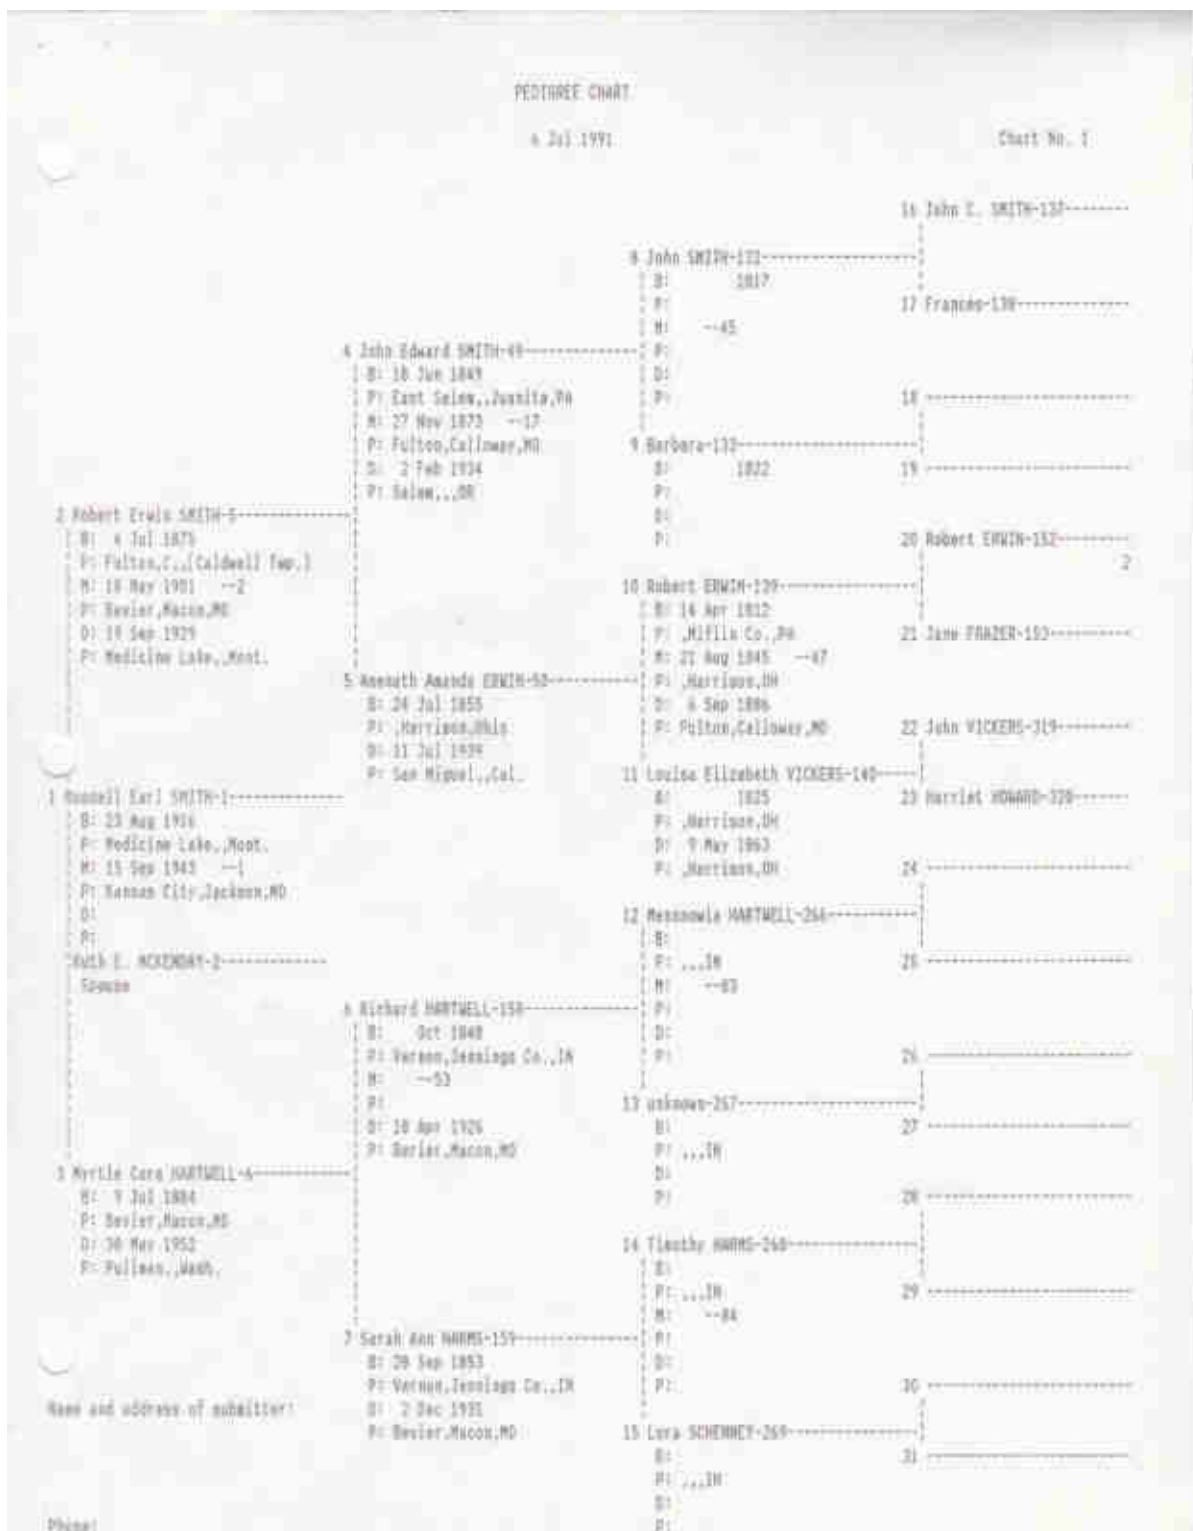 PEDIGREE CHART
6 Jul 1991
Chart No. 1
16 John SMITH-137
8 John SMITH-132
B: 1817
P:
17 Frances-138
M: --45
4 John Edward SMITH-49
P:
B: 18 Jun 1849
D:
P: East Salem,,Juanita,PA
P:
18
M: 27 Nov 1873 --17
P: Fulton,Calloway,MO
9 Barbara-133
D: 2 Feb 1934
B: 1822
19
P: Salem,,,OR
P:
2 Robert Erwin SMITH-5
D:
B: 4 Jul 1875
P:
20 Robert ERWIN-152
P: Fulton,C.,,(Caldwell Twp.)
2
M: 18 May 1901 --2
10 Robert ERWIN-139
P: Bevier,Macon,MO
B: 14 Apr 1812
D: 19 Sep 1929
P: ,Miflin Co.,PA
21 Jane FRAZER-153
P: Medicine Lake,,Mont.
M: 21 Aug 1845 --47
5 Amanda ERWIN-50
P: ,Harrison,OH
B: 24 Jul 1855
D: 6 Sep 1886
P: ,Harrison,Ohio
P: Fulton,Calloway,MO
22 John VICKERS-319
D: 11 Jul 1939
P: San Miguel,,Cal.
11 Louisa Elizabeth VICKERS-140
1 Earl SMITH-1
B: 1825
23 Harriet HOWARD-320
B: 23 Aug 1916
P: ,Harrison,OH
P: Medicine Lake,,Mont.
D: 9 May 1863
M: 15 Sep 1943 --1
P: ,Harrison,OH
24
P: Kansas City,Jackson,MO
D:
12 HARTWELL-266
P:
B:
Ruth E. MCKENDRY-2
P: ,,,IN
25
Spouse
M: --83
6 Richard HARTWELL-158
P:
B: Oct 1848
D:
P: Vernon,Jennings Co.,IN
P:
26
M: --53
P:
13 unknown-267
D: 18 Apr 1926
B:
27
P: Bevier,Macon,MO
P: ,,,IN
3 Myrtle Cora HARTWELL-6
D:
B: 9 Jul 1884
P:
28
P: Bevier,Macon,MO
D: 30 1952
14 Timothy HARMS-268
P: Pullman,,Wash.
B:
P: ,,,IN
29
M: --84
7 Sarah Ann HARMS-159
P:
B: 28 Sep 1853
D:
P: Vernon,Jennings Co.,IN
P:
30
Name and address of submitter:
D: 2 Dec 1935
P: Bevier,Macon,MO
15 Lora
B:
31
P: ,,,IN
D:
Phone:
P: